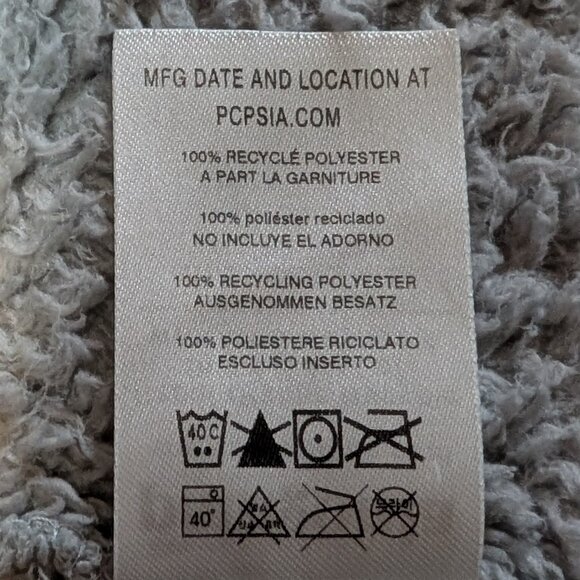 MFG DATE AND LOCATION AT
PCPSIA.COM
100% RECYCLÉ POLYESTER
A PART LA GARNITURE
100% poliéster reciclado
NO INCLUYE EL ADORNO
100% RECYCLING POLYESTER
AUSGENOMMEN BESATZ
100% POLIESTERE RICICLATO
ESCLUSO INSERTO
40 C
40°